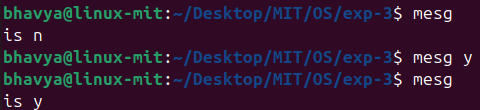 bhavya@linux-mit:~/Desktop/MIT/OS/exp-3$ mesg
is n
bhavya@linux-mit:~/Desktop/MIT/OS/exp-3$ mesg y
bhavya@linux-mit:~/Desktop/MIT/OS/exp-3$ mesg
is y